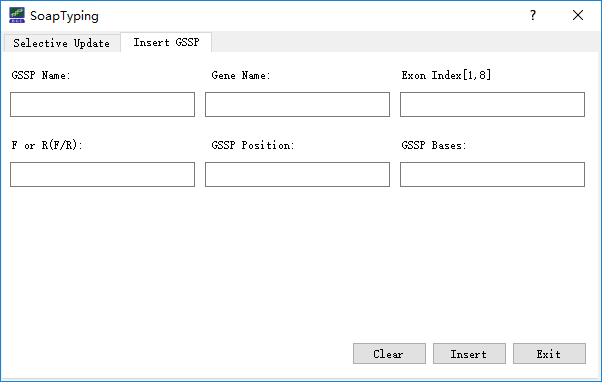 SoapTyping
Selective Update Insert GSSP
GSSP Name: Gene Name: Exon Index[1,8]
F or R(F/R): GSSP Position: GSSP Bases:
Clear Insert Exit